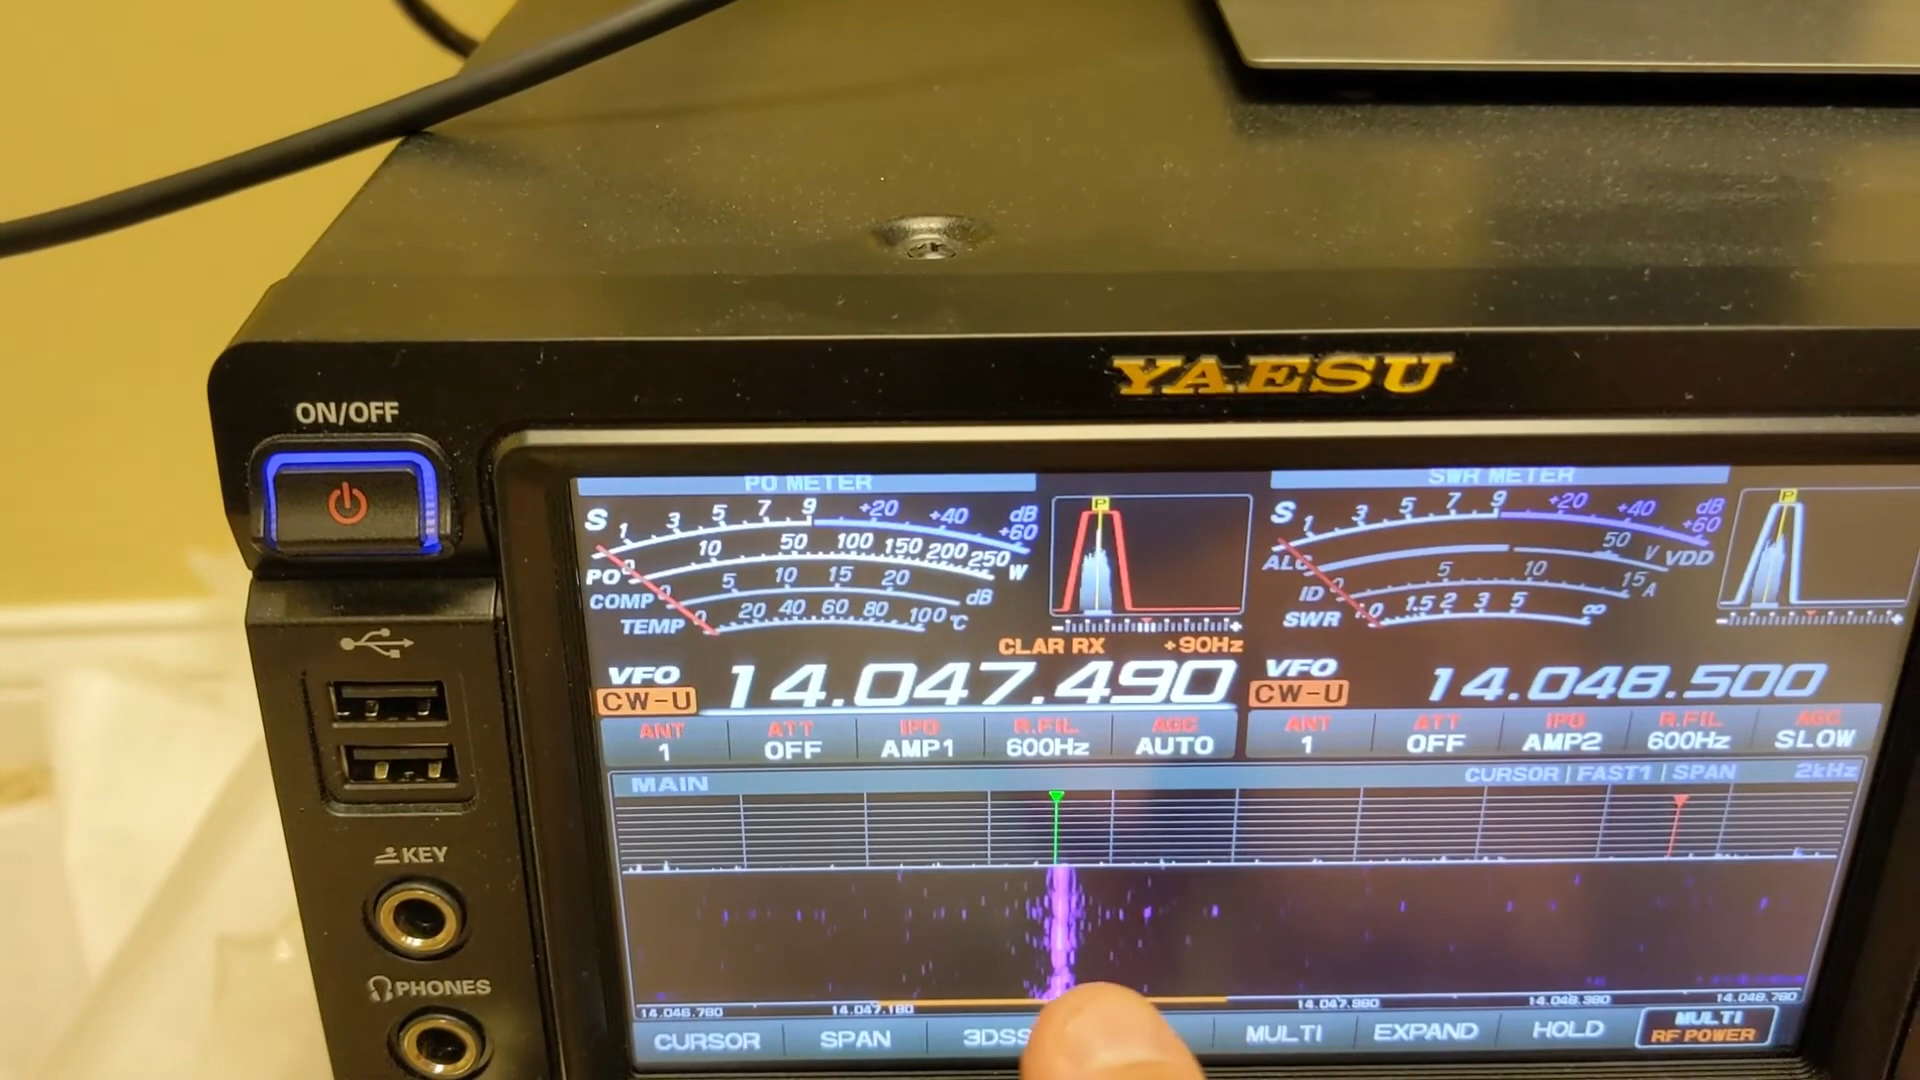 YAESU
ON/OFF
PO METER
SWR METER
S 1 3 5 7 9 +20 +40 +60 dB
PO 0 10 50 100 150 200 250 W
COMP 0 5 10 15 20 dB
TEMP 0 20 40 60 80 100 °C
P
S 1 3 5 7 9 +20 +40 +60 dB
ALC 50 V VDD
ID 0 5 10 15 A
SWR 1.0 1.5 2 3 5 ∞
P
CLAR RX +90Hz
VFO
CW-U
14.047.490
VFO
CW-U
14.048.500
ANT ATT IPO R.FIL AGC
1 OFF AMP1 600Hz AUTO
ANT ATT IPO R.FIL AGC
1 OFF AMP2 600Hz SLOW
MAIN
CURSOR | FAST1 | SPAN 2kHz
14.046.780 14.047.180 14.047.980 14.048.380 14.048.780
CURSOR SPAN 3DSS MULTI EXPAND HOLD
MULTI
RF POWER
KEY
PHONES